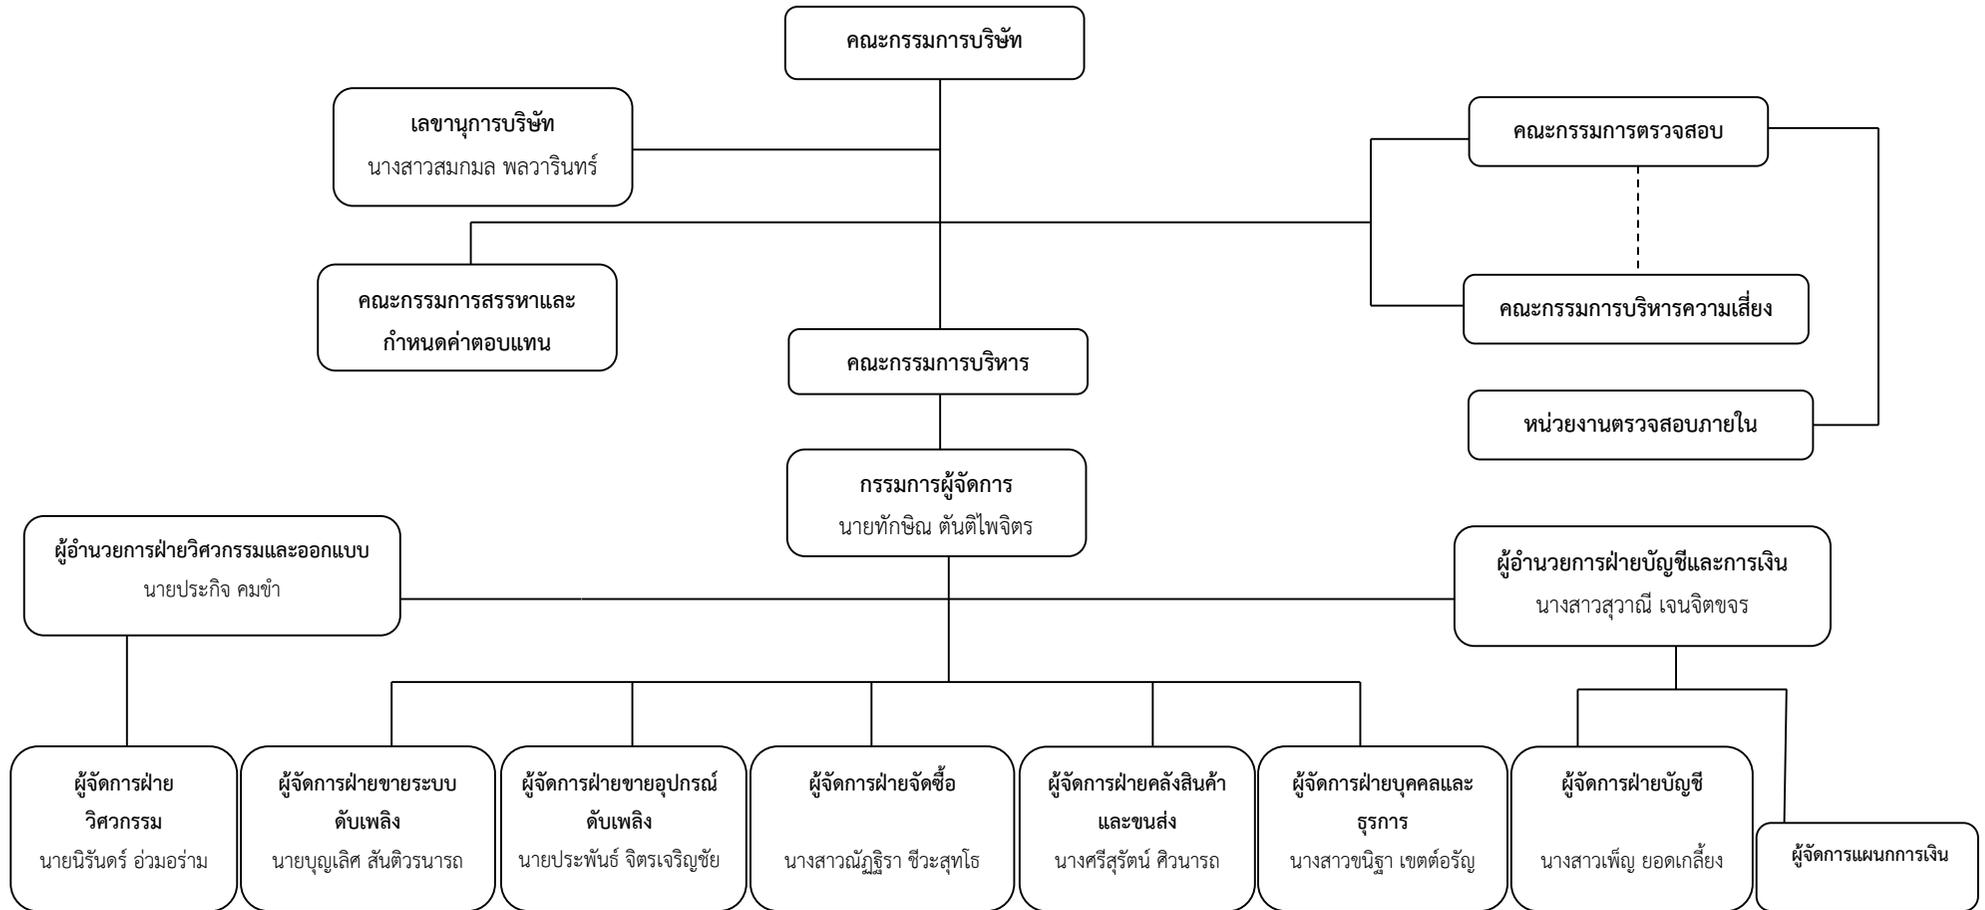 คณะกรรมการบริษัท
เลขานุการบริษัท
นางสาวสมกมล พลวารินทร์
คณะกรรมการตรวจสอบ
คณะกรรมการสรรหาและ
กำหนดค่าตอบแทน
คณะกรรมการบริหารความเสี่ยง
คณะกรรมการบริหาร
หน่วยงานตรวจสอบภายใน
กรรมการผู้จัดการ
นายทักษิณ ตันติไพจิตร
ผู้อำนวยการฝ่ายวิศวกรรมและออกแบบ
นายประกิจ คมขำ
ผู้อำนวยการฝ่ายบัญชีและการเงิน
นางสาวสุวาณี เจนจิตขจร
ผู้จัดการฝ่าย
วิศวกรรม
นายนิรันดร์ อ่วมอร่าม
ผู้จัดการฝ่ายขายระบบ
ดับเพลิง
นายบุญเลิศ สันติวรนารถ
ผู้จัดการฝ่ายขายอุปกรณ์
ดับเพลิง
นายประพันธ์ จิตรเจริญชัย
ผู้จัดการฝ่ายจัดซื้อ
นางสาวณัฏฐิรา ชีวะสุทโธ
ผู้จัดการฝ่ายคลังสินค้า
และขนส่ง
นางศรีสุรัตน์ ศิวนารถ
ผู้จัดการฝ่ายบุคคลและ
ธุรการ
นางสาวขนิฐา เขตต์อรัญ
ผู้จัดการฝ่ายบัญชี
นางสาวเพ็ญ ยอดเกลี้ยง
ผู้จัดการแผนกการเงิน